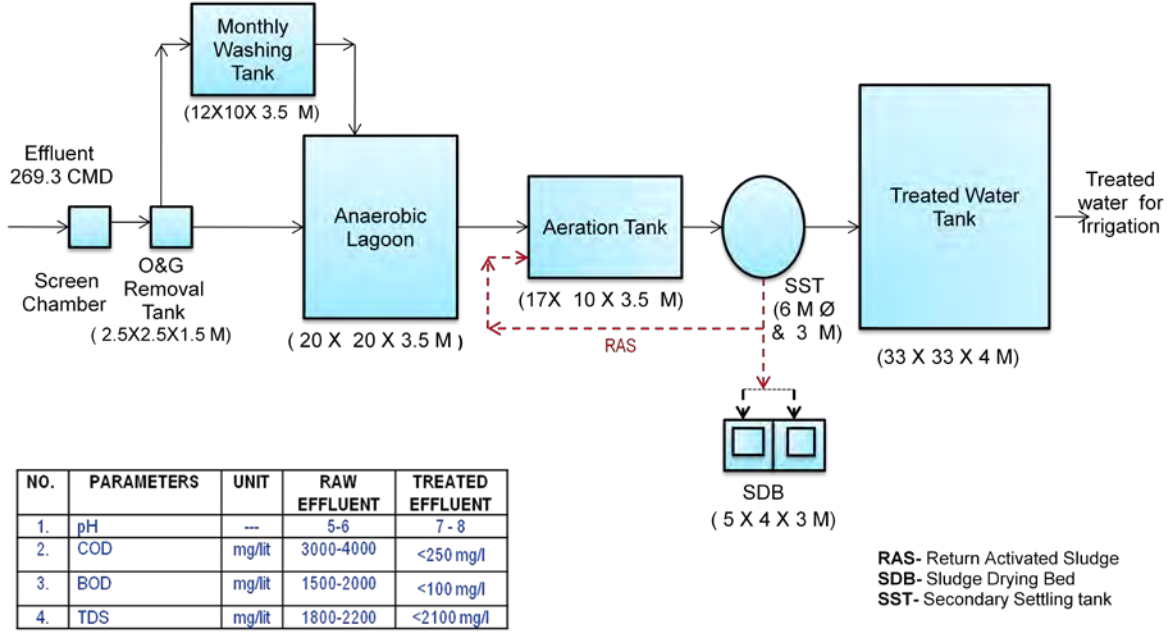 Monthly
Washing
Tank
(12X10X 3.5 M)
Effluent
269.3 CMD
Screen
Chamber
O&G
Removal
Tank
( 2.5X2.5X1.5 M)
Anaerobic
Lagoon
( 20 X 20 X 3.5 M )
Aeration Tank
(17X 10 X 3.5 M)
RAS
SST
(6 M Ø
& 3 M)
Treated Water
Tank
(33 X 33 X 4 M)
Treated
water for
Irrigation
SDB
( 5 X 4 X 3 M)
NO. PARAMETERS UNIT RAW EFFLUENT TREATED EFFLUENT
1. pH --- 5-6 7 - 8
2. COD mg/lit 3000-4000 <250 mg/l
3. BOD mg/lit 1500-2000 <100 mg/l
4. TDS mg/lit 1800-2200 <2100 mg/l
RAS- Return Activated Sludge
SDB- Sludge Drying Bed
SST- Secondary Settling tank